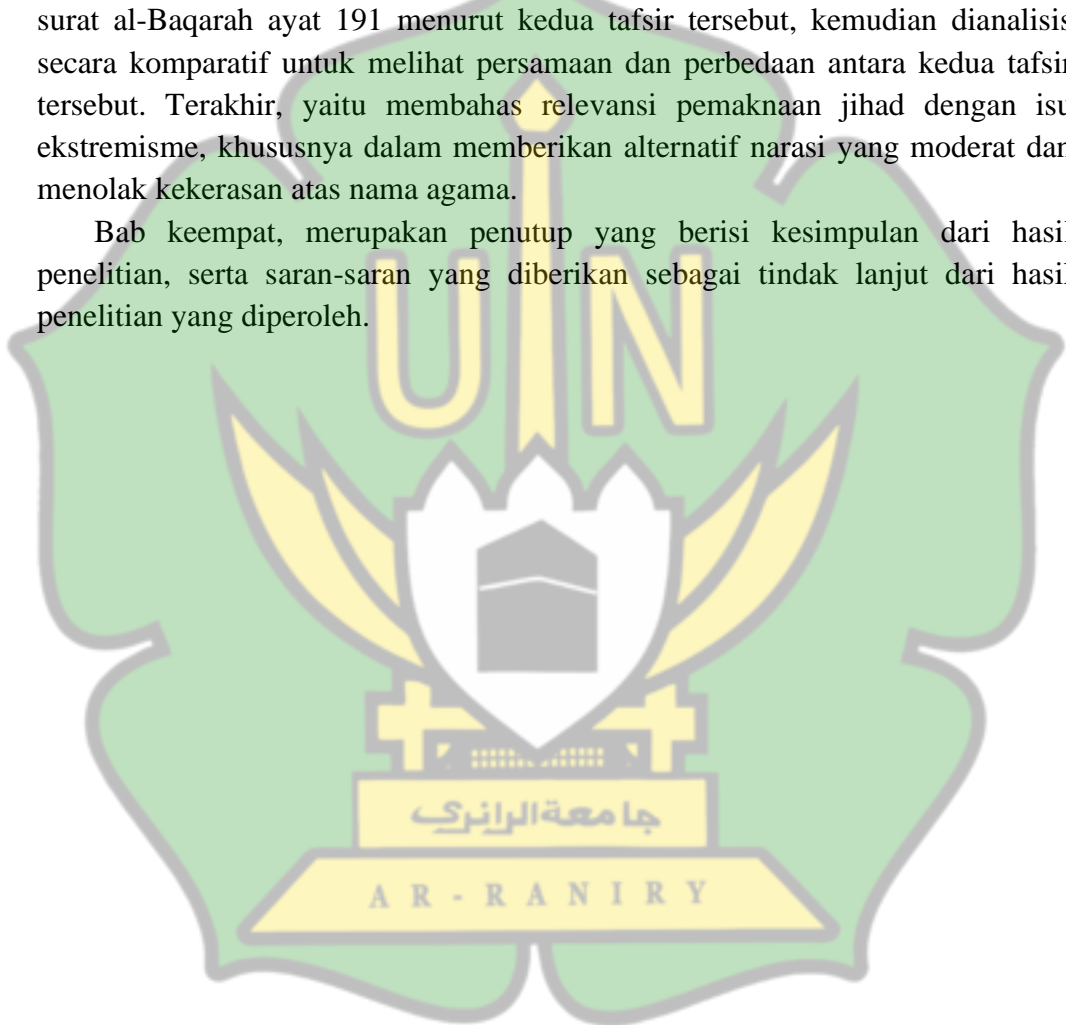 surat al-Baqarah ayat 191 menurut kedua tafsir tersebut, kemudian dianalisis
secara komparatif untuk melihat persamaan dan perbedaan antara kedua tafsir
tersebut. Terakhir, yaitu membahas relevansi pemaknaan jihad dengan isu
ekstremisme, khususnya dalam memberikan alternatif narasi yang moderat dan
menolak kekerasan atas nama agama.
Bab keempat, merupakan penutup yang berisi kesimpulan dari hasil
penelitian, serta saran-saran yang diberikan sebagai tindak lanjut dari hasil
penelitian yang diperoleh.
UIN
جامعة الرانري
AR-RANIRY